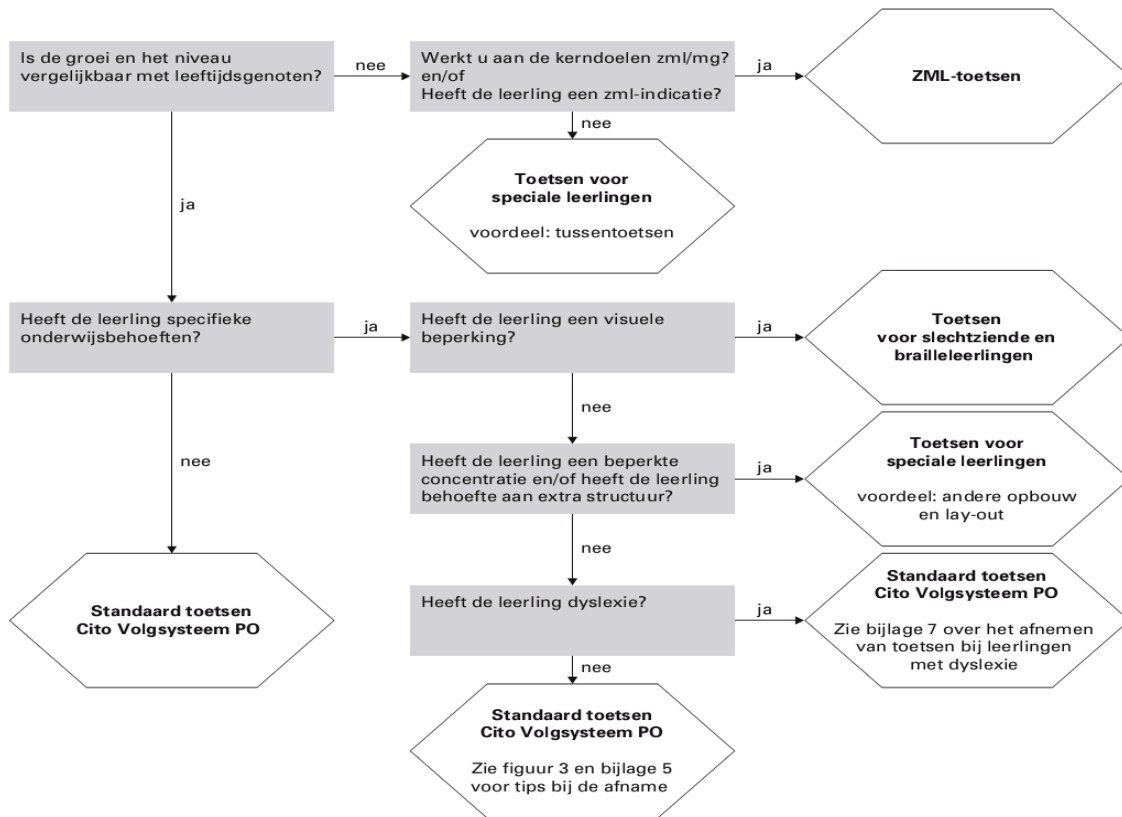 Is de groei en het niveau
vergelijkbaar met leeftijdsgenoten?
nee
Werkt u aan de kerndoelen zml/mg?
en/of
Heeft de leerling een zml-indicatie?
ja
ZML-toetsen
nee
Toetsen voor
speciale leerlingen
voordeel: tussentoetsen
ja
Heeft de leerling specifieke
onderwijsbehoeften?
ja
Heeft de leerling een visuele
beperking?
ja
Toetsen
voor slechtziende en
brailleleerlingen
nee
nee
Heeft de leerling een beperkte
concentratie en/of heeft de leerling
behoefte aan extra structuur?
ja
Toetsen voor
speciale leerlingen
voordeel: andere opbouw
en lay-out
nee
Standaard toetsen
Cito Volgsysteem PO
Heeft de leerling dyslexie?
ja
Standaard toetsen
Cito Volgsysteem PO
Zie bijlage 7 over het afnemen
van toetsen bij leerlingen
met dyslexie
nee
Standaard toetsen
Cito Volgsysteem PO
Zie figuur 3 en bijlage 5
voor tips bij de afname